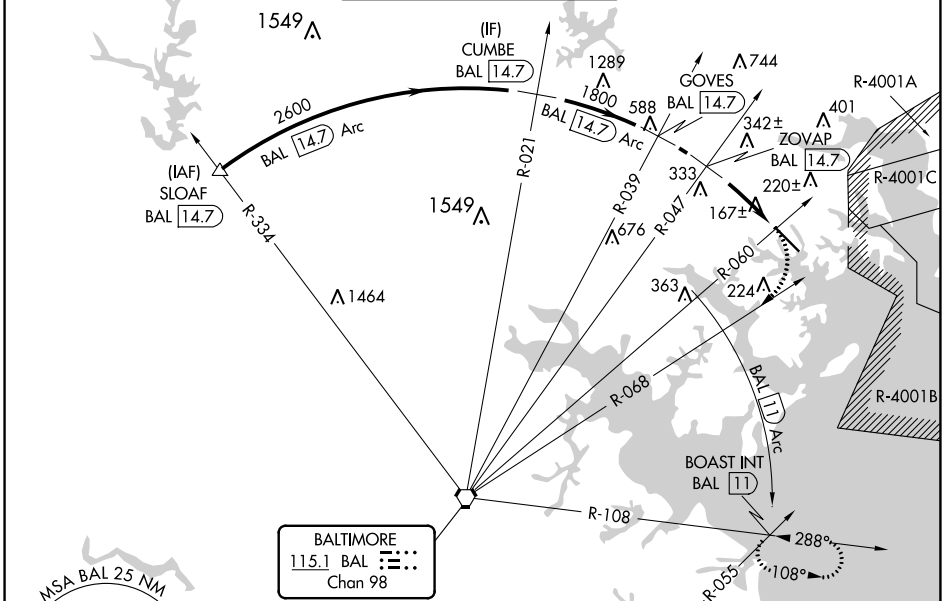 1549
(IF)
CUMBE
BAL 14.7
1289
744
GOVES
BAL 14.7
R-4001A
2600
1800
588
401
BAL 14.7 Arc
BAL 14.7 Arc
342±
ZOVAP
BAL 14.7
(IAF)
SLOAF
BAL 14.7
R-021
R-039
333
220±
R-4001C
R-334
1549
R-047
167±
676
R-060
1464
363
224
R-068
BAL 11 Arc
R-4001B
BOAST INT
BAL 11
R-108
288°
BALTIMORE
115.1 BAL
Chan 98
108°
R-055
MSA BAL 25 NM